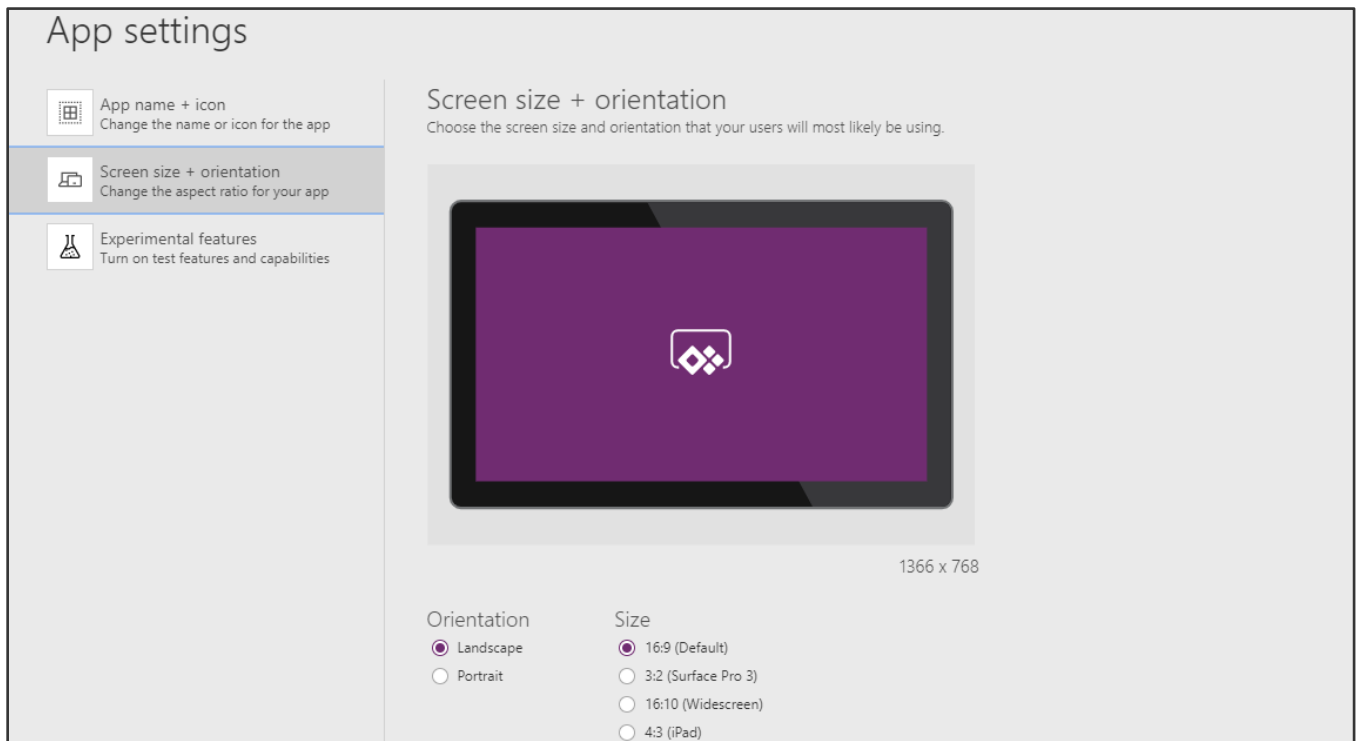 App settings
App name + icon
Change the name or icon for the app
Screen size + orientation
Change the aspect ratio for your app
Experimental features
Turn on test features and capabilities
Screen size + orientation
Choose the screen size and orientation that your users will most likely be using.
1366 x 768
Orientation
Landscape
Portrait
Size
16:9 (Default)
3:2 (Surface Pro 3)
16:10 (Widescreen)
4:3 (iPad)